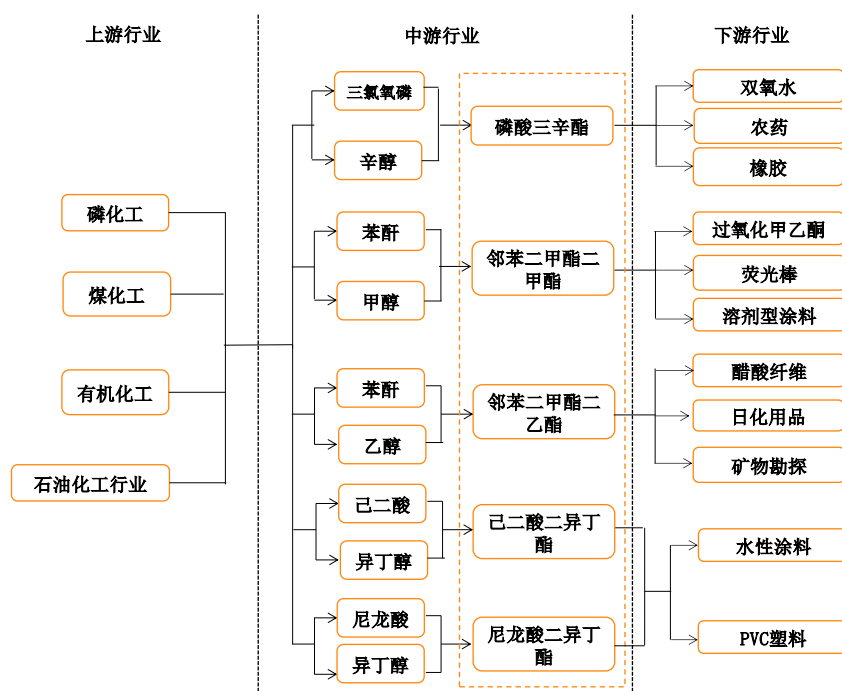 上游行业
中游行业
下游行业
磷化工
煤化工
有机化工
石油化工行业
三氯氧磷
辛醇
磷酸三辛酯
双氧水
农药
橡胶
苯酐
甲醇
邻苯二甲酯二
甲酯
过氧化甲乙酮
荧光棒
溶剂型涂料
苯酐
乙醇
邻苯二甲酯二
乙酯
醋酸纤维
日化用品
矿物勘探
己二酸
异丁醇
己二酸二异丁
酯
尼龙酸
异丁醇
尼龙酸二异丁
酯
水性涂料
PVC塑料